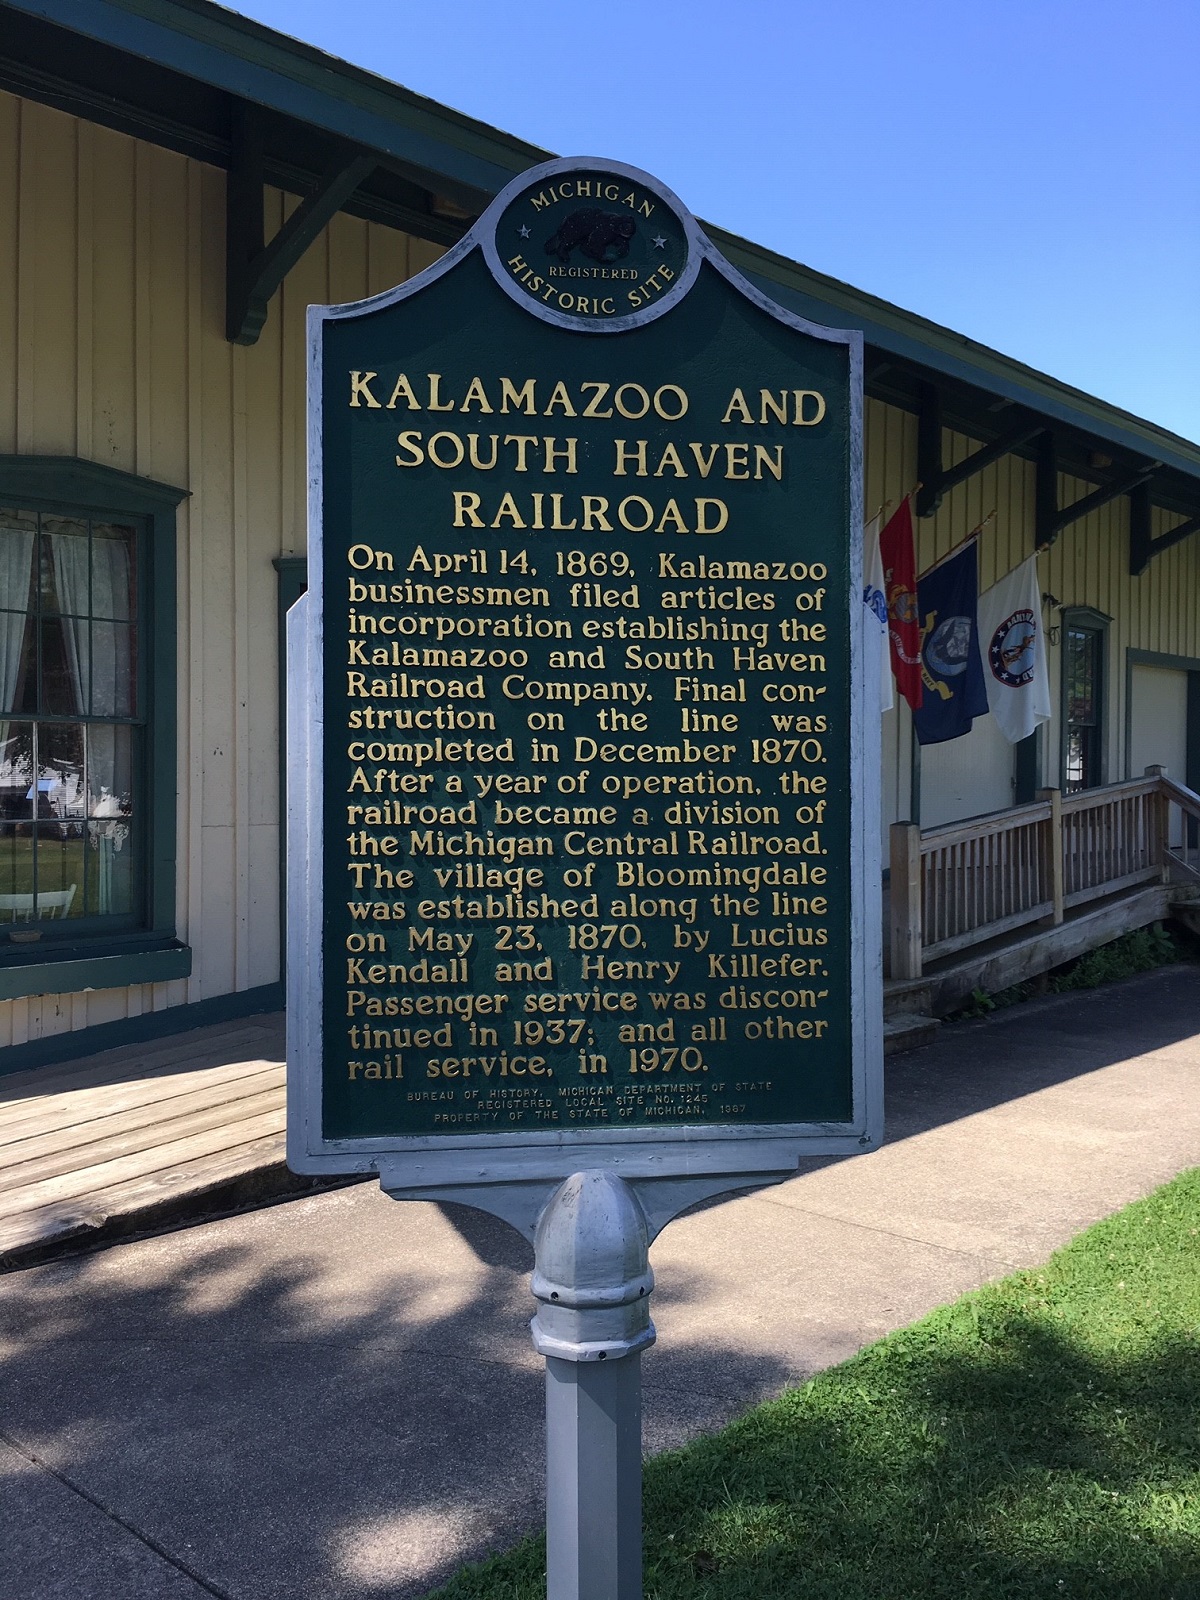 MICHIGAN
REGISTERED
HISTORIC SITE
KALAMAZOO AND
SOUTH HAVEN
RAILROAD
On April 14, 1869, Kalamazoo
businessmen filed articles of
incorporation establishing the
Kalamazoo and South Haven
Railroad Company. Final con-
struction on the line was
completed in December 1870.
After a year of operation, the
railroad became a division of
the Michigan Central Railroad.
The village of Bloomingdale
was established along the line
on May 23, 1870, by Lucius
Kendall and Henry Killefer.
Passenger service was discon-
tinued in 1937; and all other
rail service, in 1970.
BUREAU OF HISTORY, MICHIGAN DEPARTMENT OF STATE
REGISTERED LOCAL SITE NO. 1245
PROPERTY OF THE STATE OF MICHIGAN, 1987